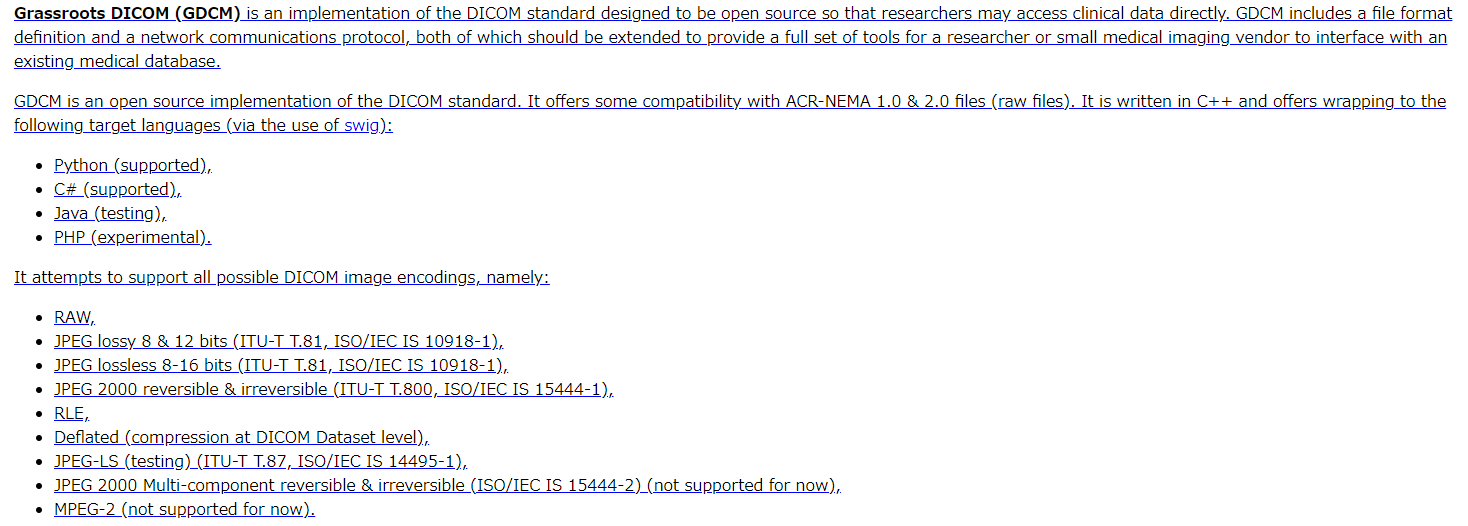 Grassroots DICOM (GDCM) is an implementation of the DICOM standard designed to be open source so that researchers may access clinical data directly. GDCM includes a file format
definition and a network communications protocol, both of which should be extended to provide a full set of tools for a researcher or small medical imaging vendor to interface with an
existing medical database.
GDCM is an open source implementation of the DICOM standard. It offers some compatibility with ACR-NEMA 1.0 & 2.0 files (raw files). It is written in C++ and offers wrapping to the
following target languages (via the use of swig):
• Python (supported),
• C# (supported),
• Java (testing),
• PHP (experimental).
It attempts to support all possible DICOM image encodings, namely:
• RAW,
• JPEG lossy 8 & 12 bits (ITU-T T.81, ISO/IEC IS 10918-1),
• JPEG lossless 8-16 bits (ITU-T T.81, ISO/IEC IS 10918-1),
• JPEG 2000 reversible & irreversible (ITU-T T.800, ISO/IEC IS 15444-1),
• RLE,
• Deflated (compression at DICOM Dataset level),
• JPEG-LS (testing) (ITU-T T.87, ISO/IEC IS 14495-1),
• JPEG 2000 Multi-component reversible & irreversible (ISO/IEC IS 15444-2) (not supported for now),
• MPEG-2 (not supported for now).